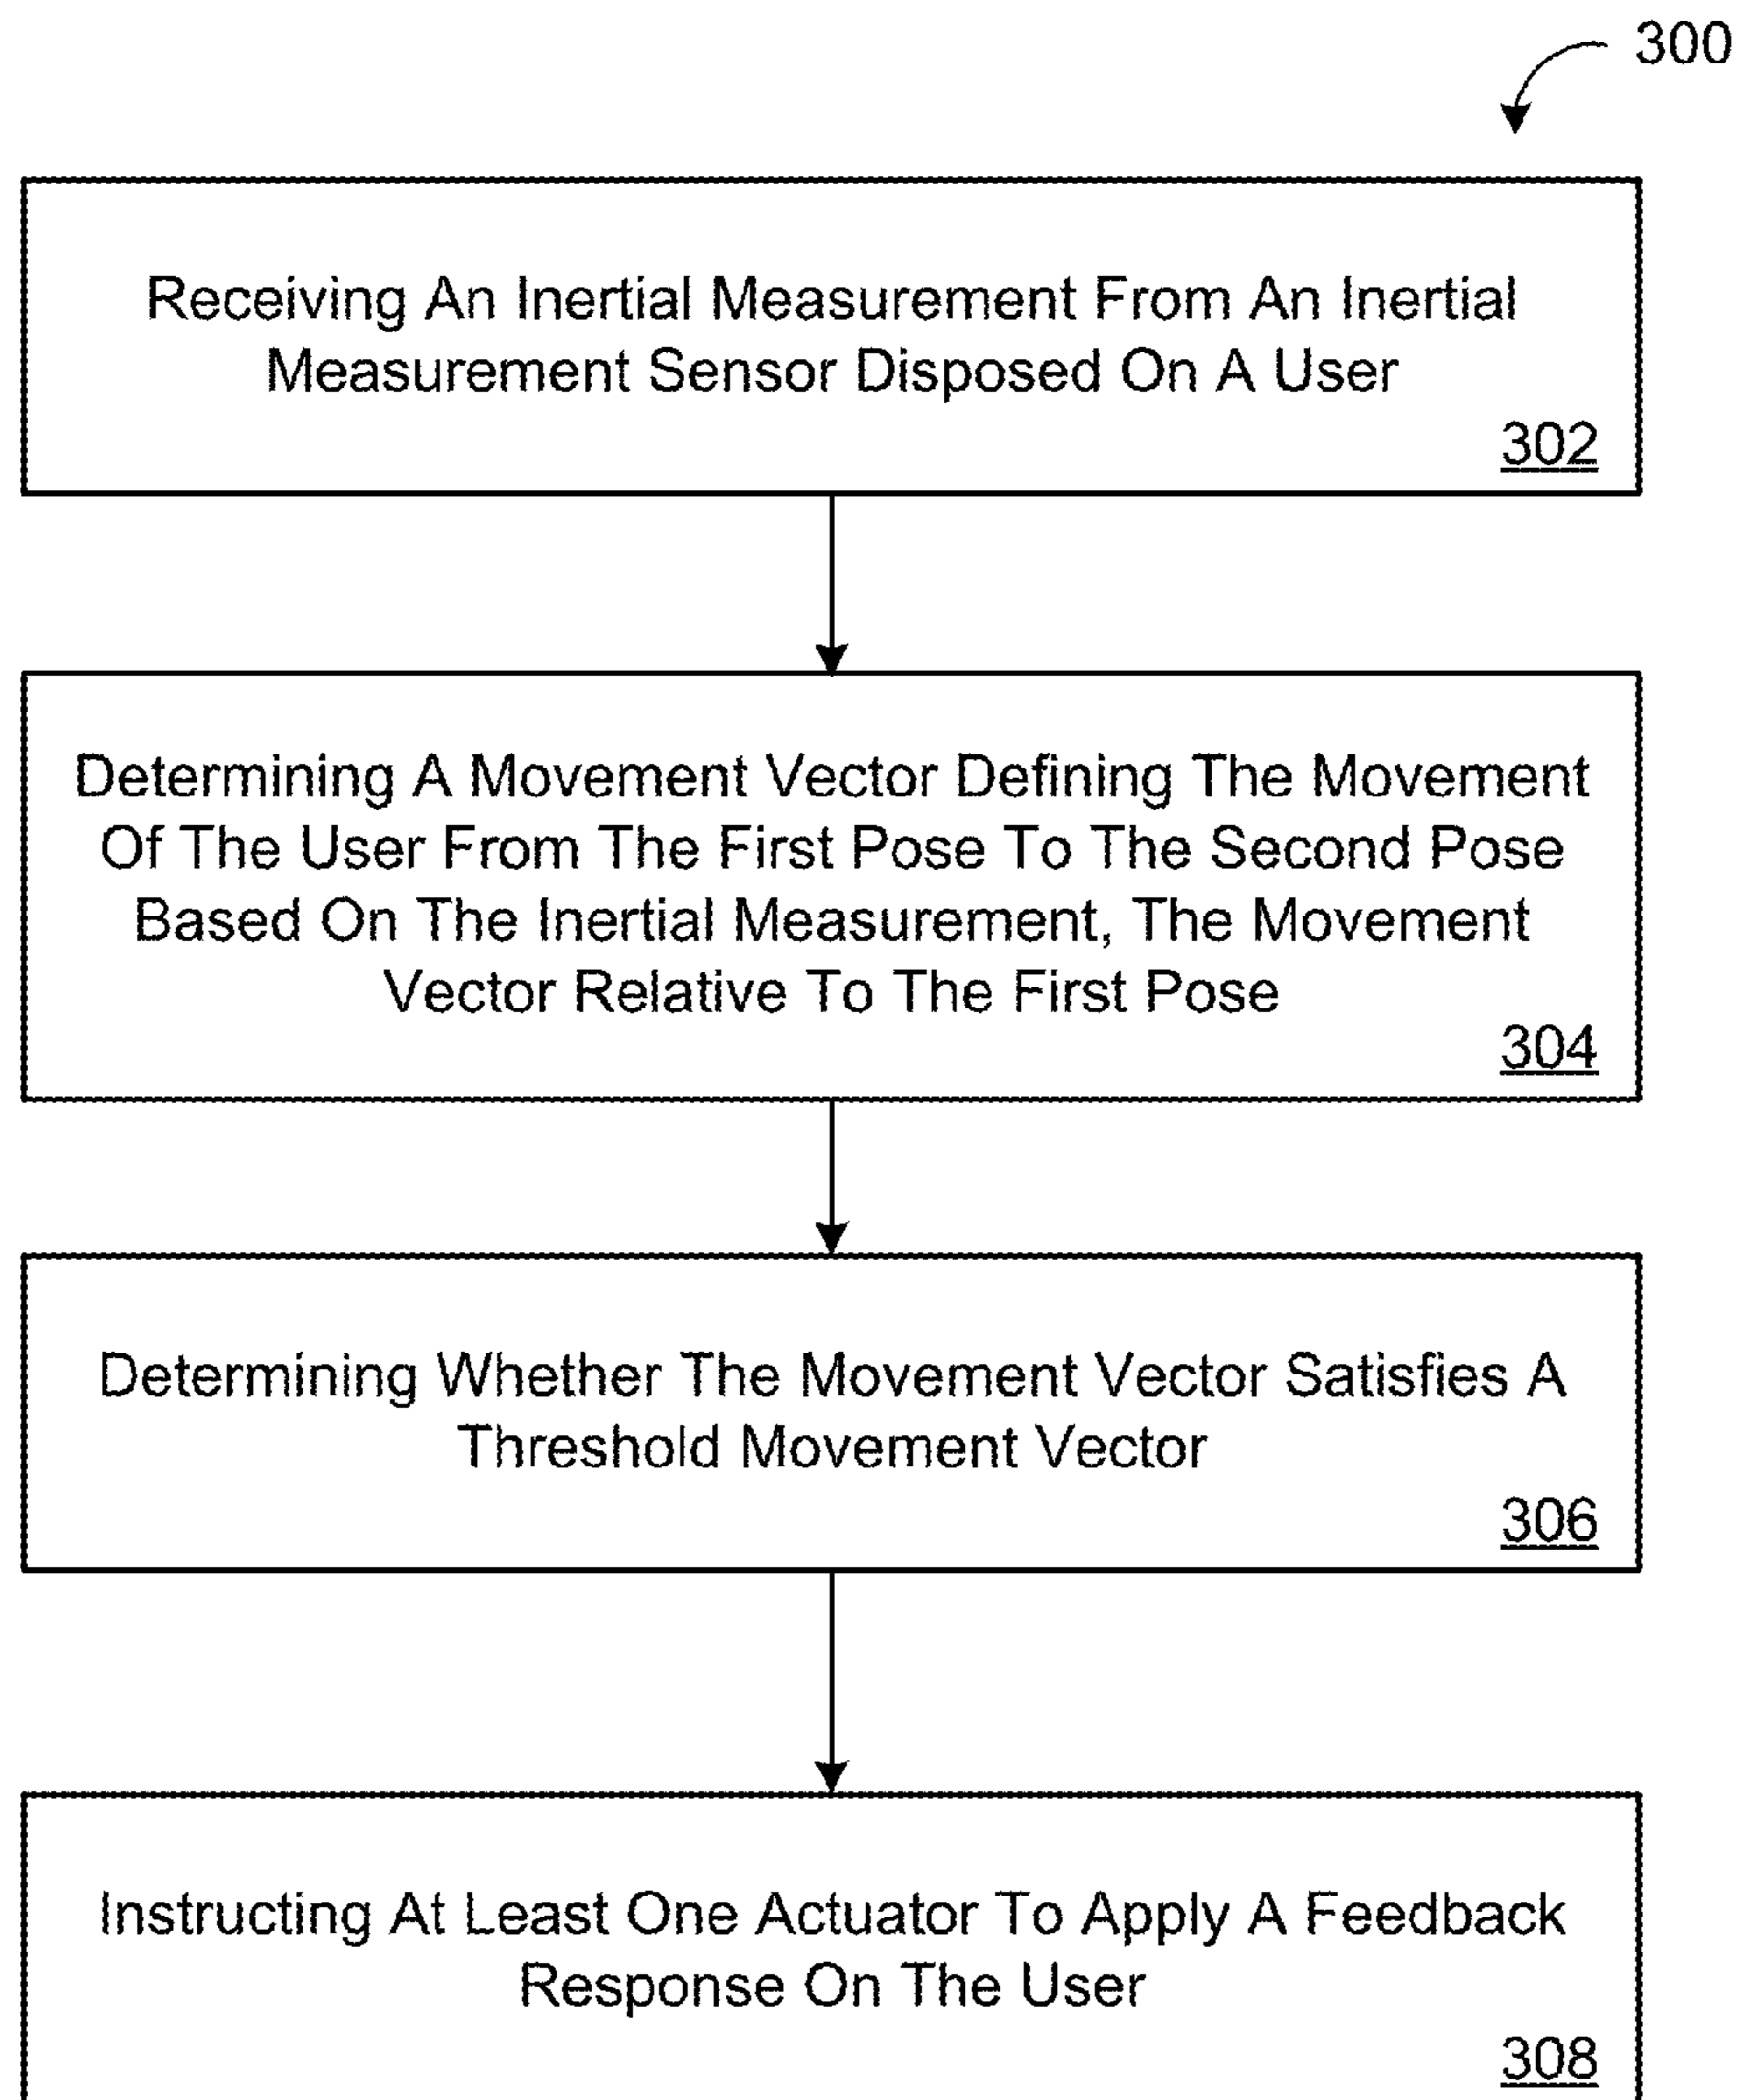 300
Receiving An Inertial Measurement From An Inertial
Measurement Sensor Disposed On A User
302
Determining A Movement Vector Defining The Movement
Of The User From The First Pose To The Second Pose
Based On The Inertial Measurement, The Movement
Vector Relative To The First Pose
304
Determining Whether The Movement Vector Satisfies A
Threshold Movement Vector
306
Instructing At Least One Actuator To Apply A Feedback
Response On The User
308